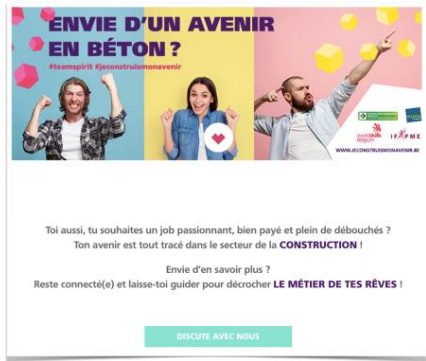 ENVIE D'UN AVENIR
EN BÉTON ?
#teamspirit #jeconstruismonavenir
worldskills
Belgium
IFAPME
WWW.JECONSTRUISMONAVENIR.BE
Toi aussi, tu souhaites un job passionnant, bien payé et plein de débouchés ?
Ton avenir est tout tracé dans le secteur de la CONSTRUCTION !
Envie d'en savoir plus ?
Reste connecté(e) et laisse-toi guider pour décrocher LE MÉTIER DE TES RÊVES !
DISCUTE AVEC NOUS